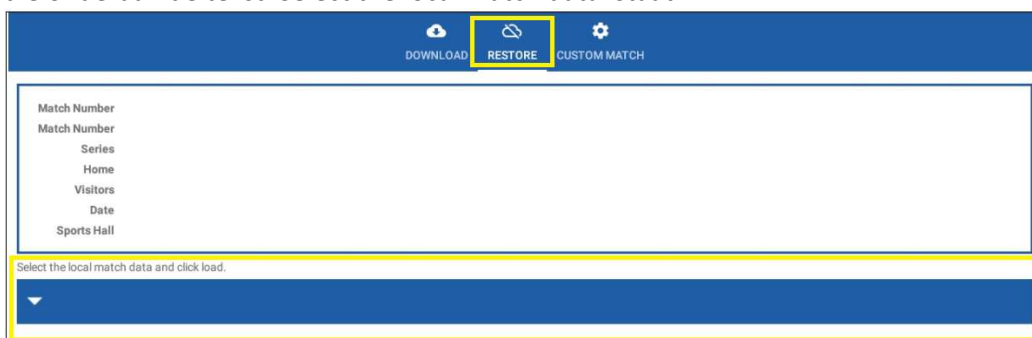 DOWNLOAD RESTORE CUSTOM MATCH
Match Number
Match Number
Series
Home
Visitors
Date
Sports Hall
Select the local match data and click load.